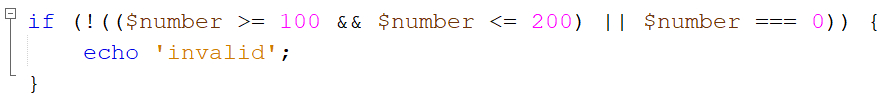 if (!(($number >= 100 && $number <= 200) || $number === 0)) {
    echo 'invalid';
}